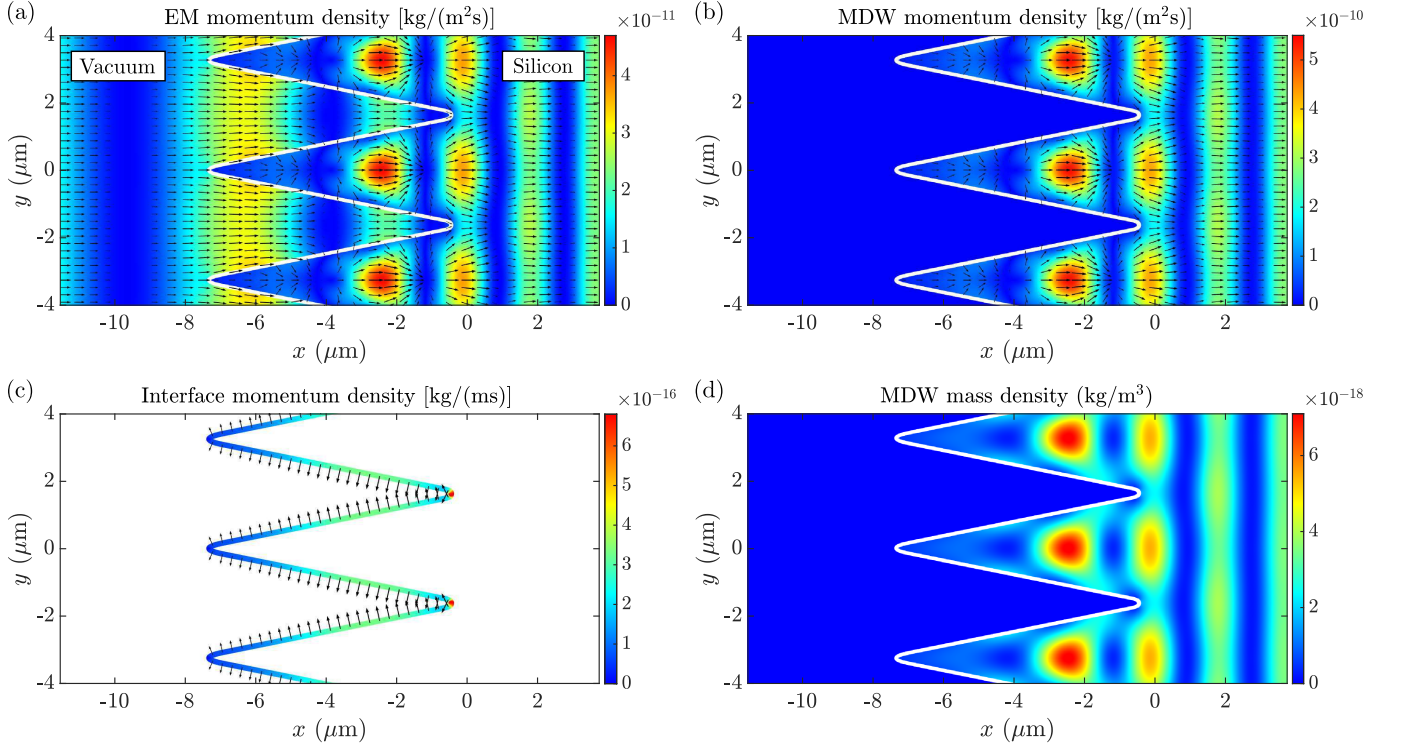 (a) EM momentum density [kg/(m²s)] ×10⁻¹¹
Vacuum Silicon
4
2
0
-2
-4
y (μm)
-10 -8 -6 -4 -2 0 2
x (μm)
4
3
2
1
0
(b) MDW momentum density [kg/(m²s)] ×10⁻¹⁰
4
2
0
-2
-4
y (μm)
-10 -8 -6 -4 -2 0 2
x (μm)
5
4
3
2
1
0
(c) Interface momentum density [kg/(ms)] ×10⁻¹⁶
4
2
0
-2
-4
y (μm)
-10 -8 -6 -4 -2 0 2
x (μm)
6
5
4
3
2
1
0
(d) MDW mass density (kg/m³) ×10⁻¹⁸
4
2
0
-2
-4
y (μm)
-10 -8 -6 -4 -2 0 2
x (μm)
6
5
4
3
2
1
0